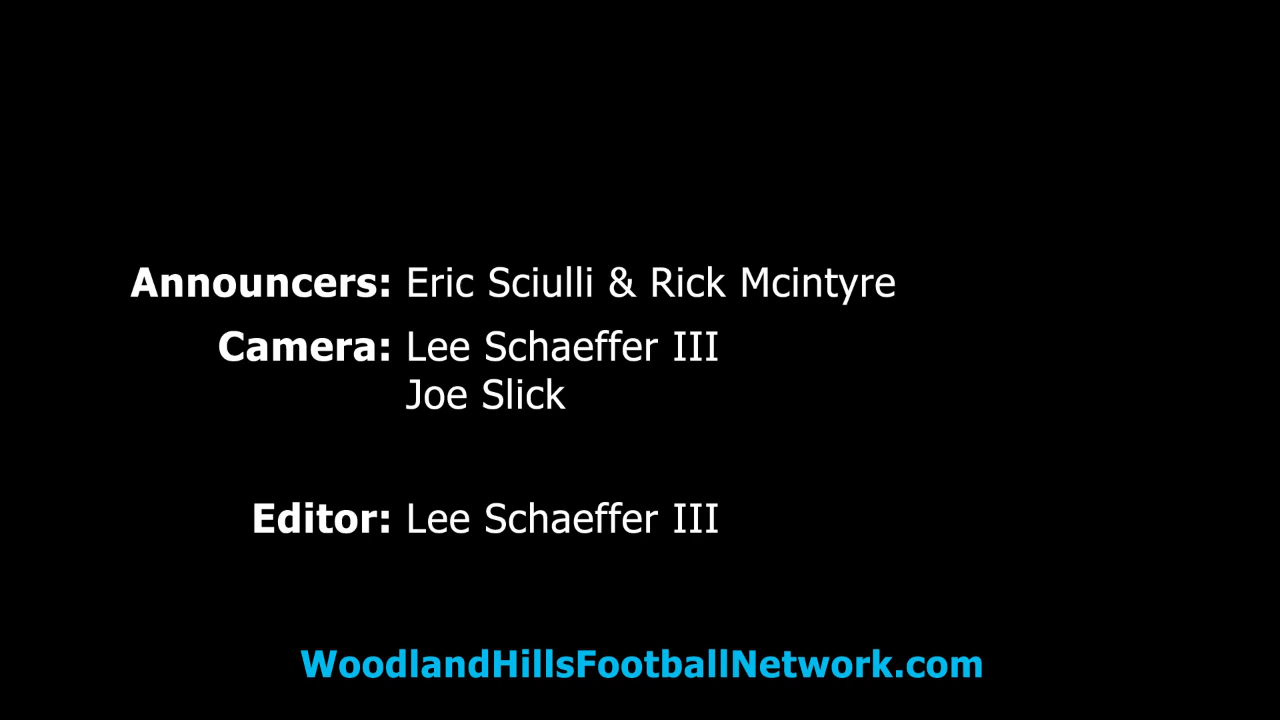 Announcers: Eric Sciulli & Rick Mcintyre
Camera: Lee Schaeffer III
Joe Slick
Editor: Lee Schaeffer III
WoodlandHillsFootballNetwork.com